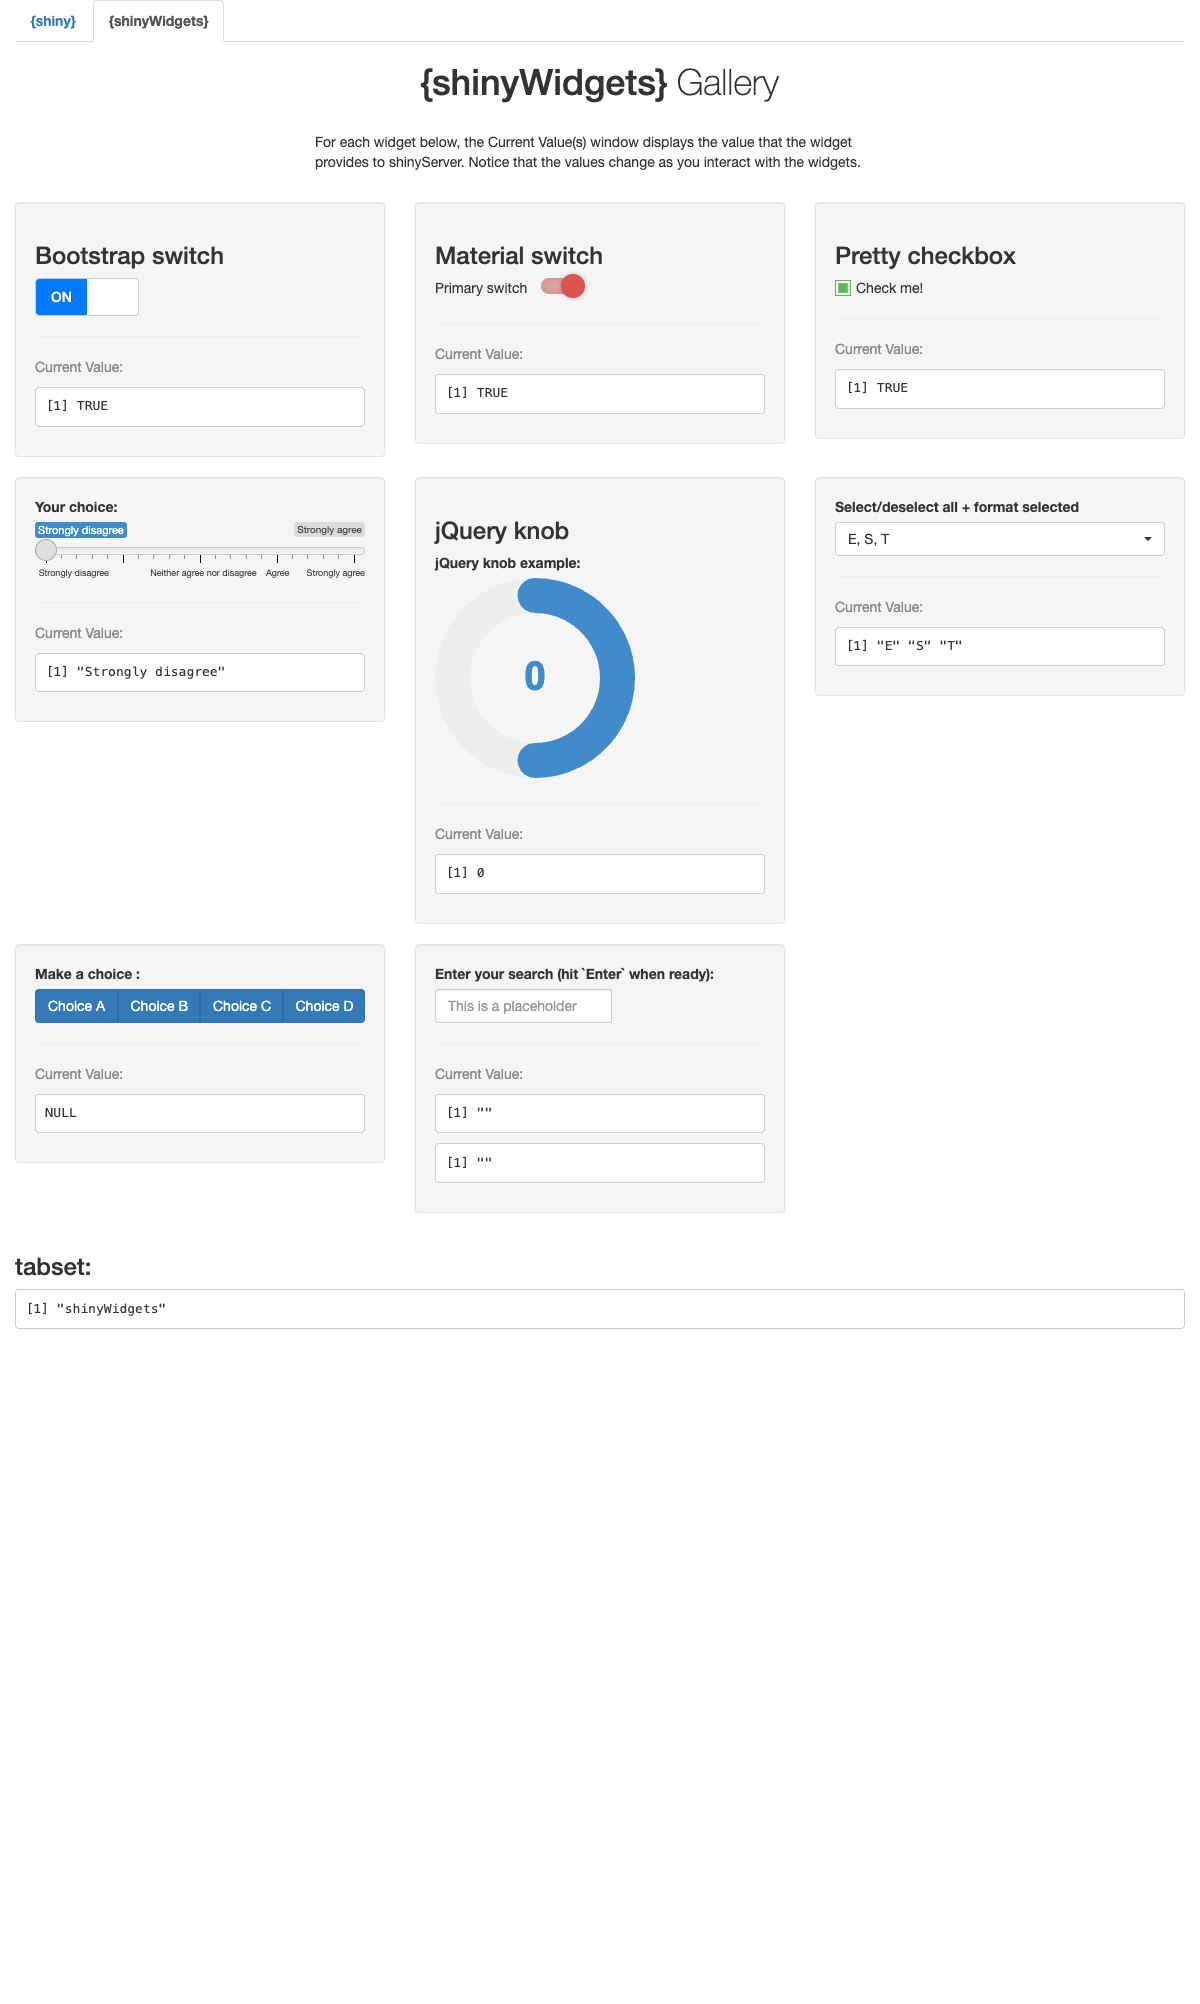 {shiny}
{shinyWidgets}
{shinyWidgets} Gallery
For each widget below, the Current Value(s) window displays the value that the widget
provides to shinyServer. Notice that the values change as you interact with the widgets.
Bootstrap switch
ON
Current Value:
[1] TRUE
Material switch
Primary switch
Current Value:
[1] TRUE
Pretty checkbox
Check me!
Current Value:
[1] TRUE
Your choice:
Strongly disagree
Strongly agree
Strongly disagree
Neither agree nor disagree
Agree
Strongly agree
Current Value:
[1] "Strongly disagree"
jQuery knob
jQuery knob example:
0
Current Value:
[1] 0
Select/deselect all + format selected
E, S, T
Current Value:
[1] "E" "S" "T"
Make a choice :
Choice A
Choice B
Choice C
Choice D
Current Value:
NULL
Enter your search (hit `Enter` when ready):
This is a placeholder
Current Value:
[1] ""
[1] ""
tabset:
[1] "shinyWidgets"